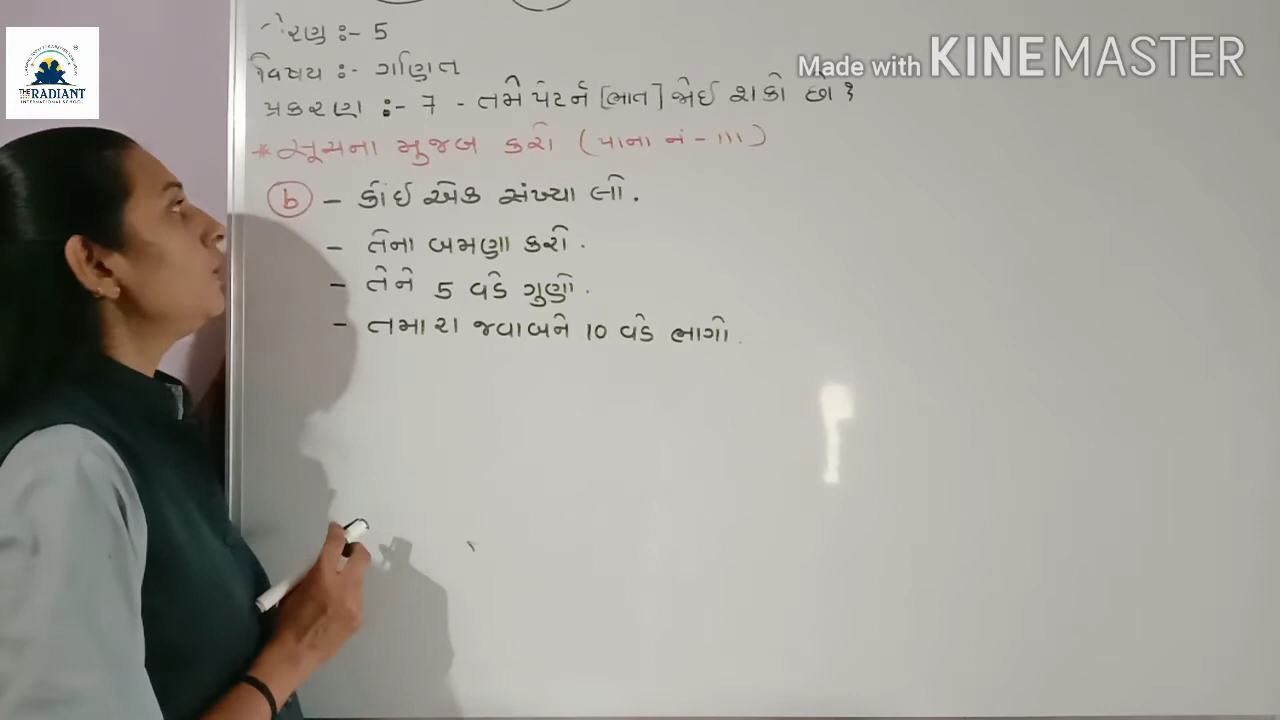 THE RADIANT
INTERNATIONAL SCHOOL
Made with KINEMASTER
ધોરણ :- 5
વિષય :- ગણિત
પ્રકરણ :- 7 - તમે પેટર્ન [ભાત] જોઈ શકો છો ?
* સૂચના મુજબ કરો ( પાના નં - 111 )
b - કોઈ એક સંખ્યા લો.
- તેના બમણા કરો.
- તેને 5 વડે ગુણો.
- તમારા જવાબને 10 વડે ભાગો.